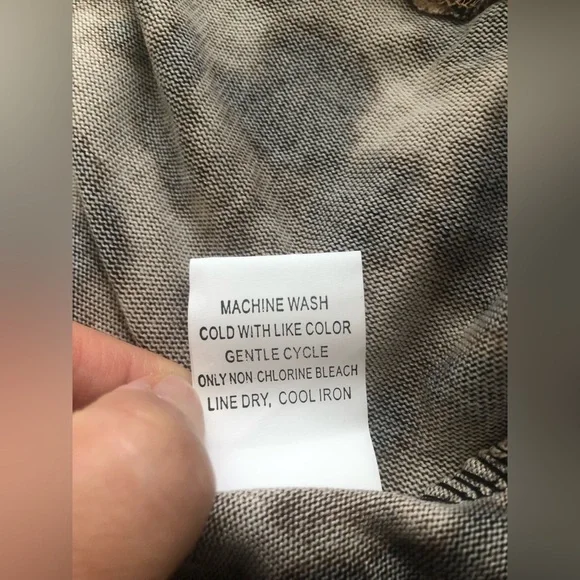 MACHINE WASH
COLD WITH LIKE COLOR
GENTLE CYCLE
ONLY NON CHLORINE BLEACH
LINE DRY, COOL IRON